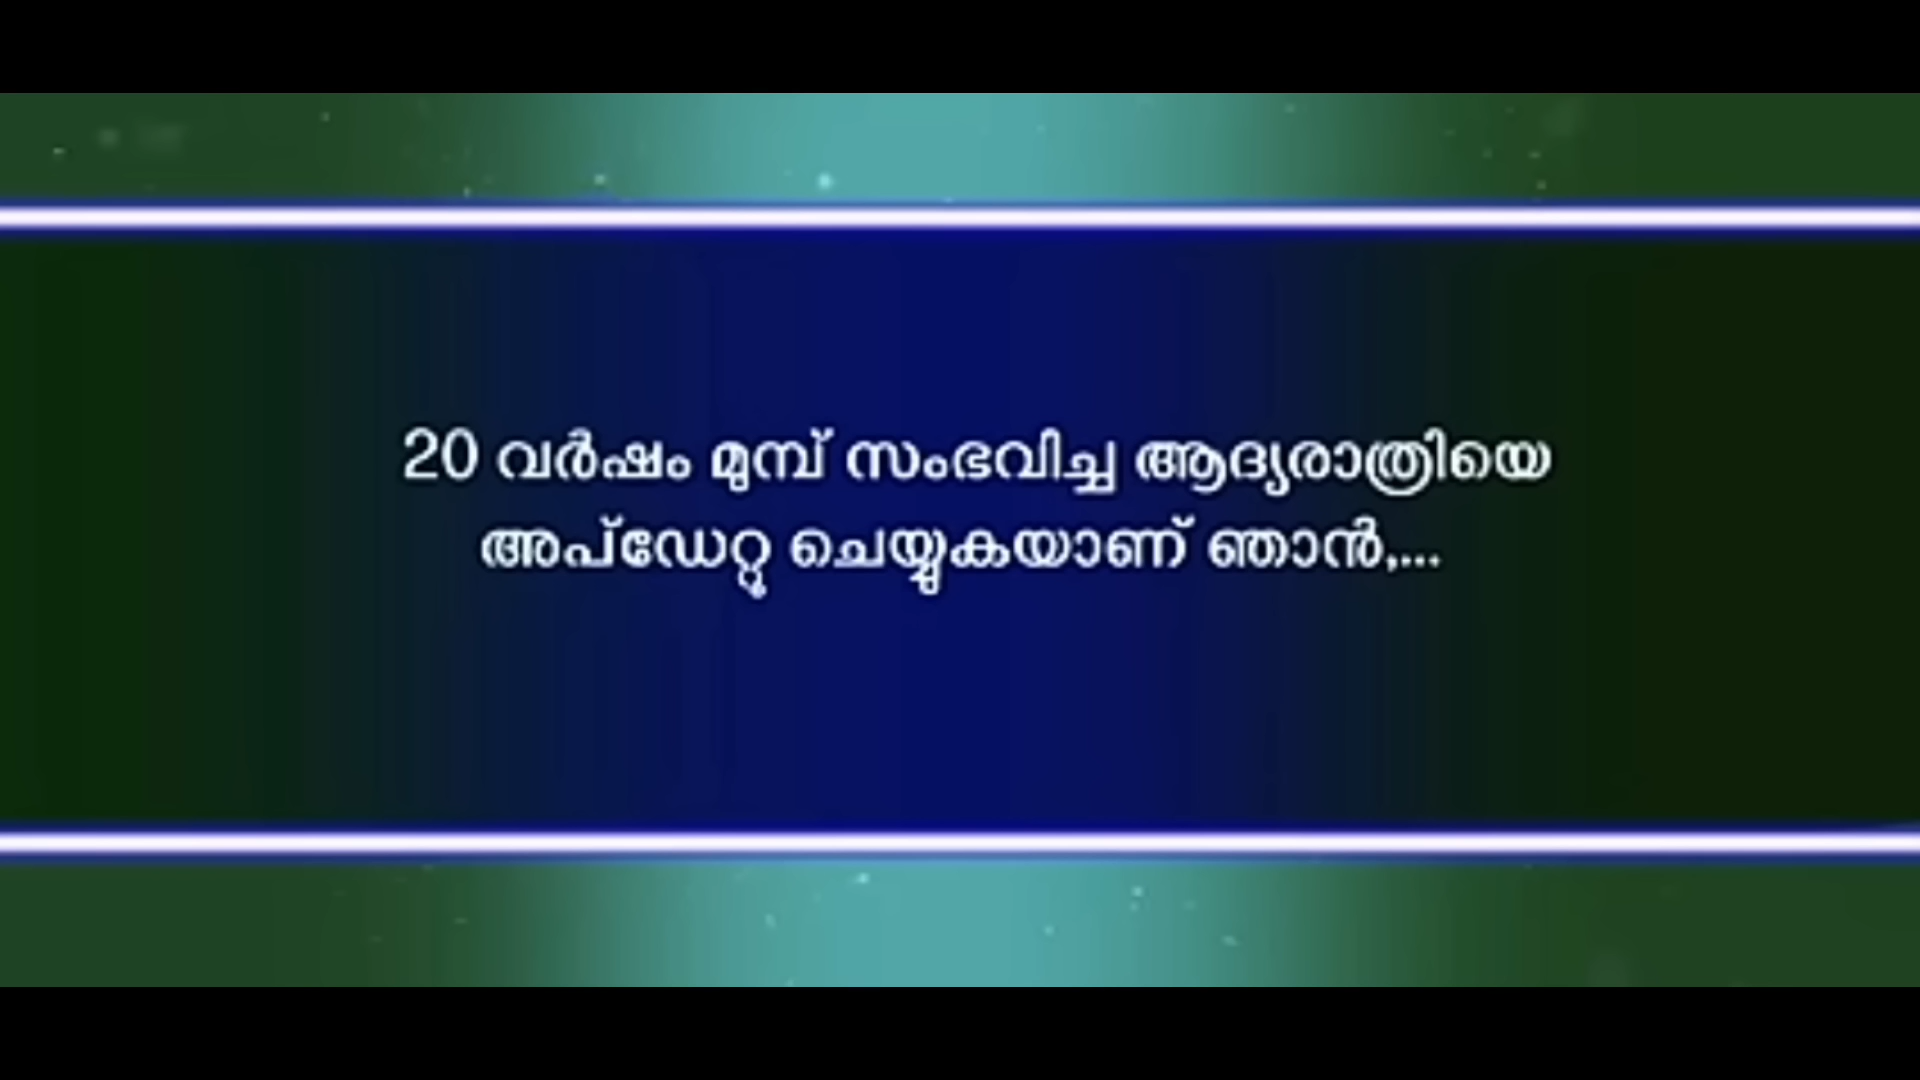 20 വർഷം മുമ്പ് സംഭവിച്ച ആദ്യരാത്രിയെ
അപ്ഡേറ്റു ചെയ്യുകയാണ് ഞാൻ,...